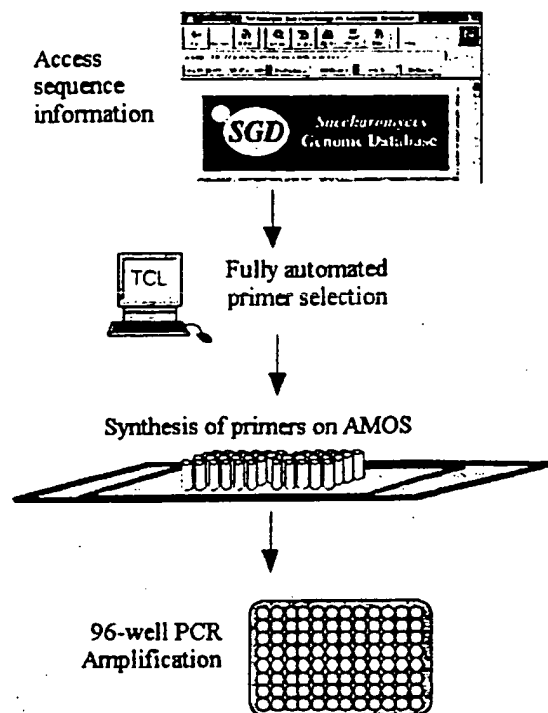 Access
sequence
information
SGD
Saccharomyces
Genome Database
TCL
Fully automated
primer selection
Synthesis of primers on AMOS
96-well PCR
Amplification